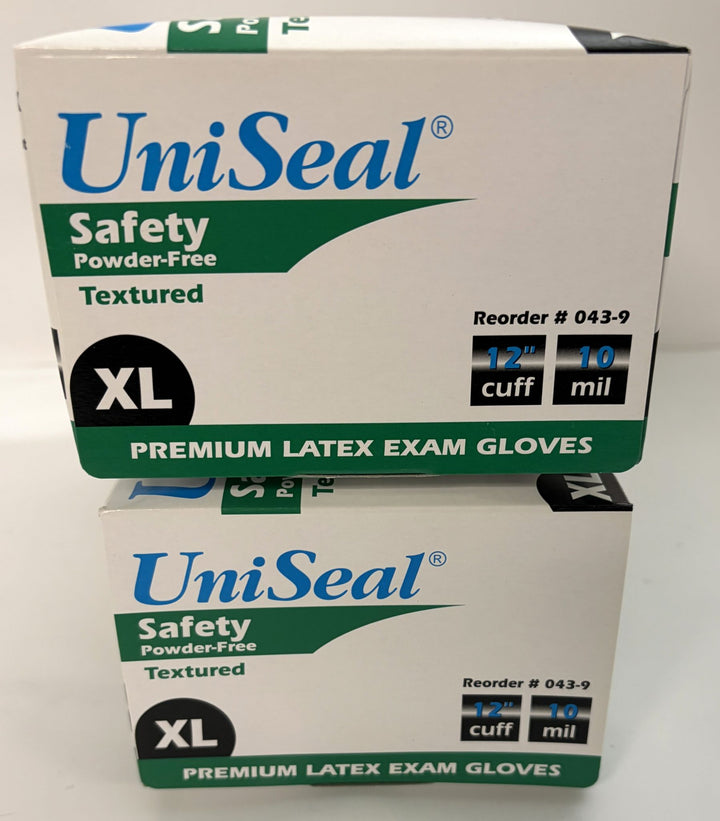 UniSeal®
Safety
Powder-Free
Textured
Reorder # 043-9
12" cuff
10 mil
XL
PREMIUM LATEX EXAM GLOVES
XL
UniSeal®
Safety
Powder-Free
Textured
Reorder # 043-9
12" cuff
10 mil
XL
PREMIUM LATEX EXAM GLOVES